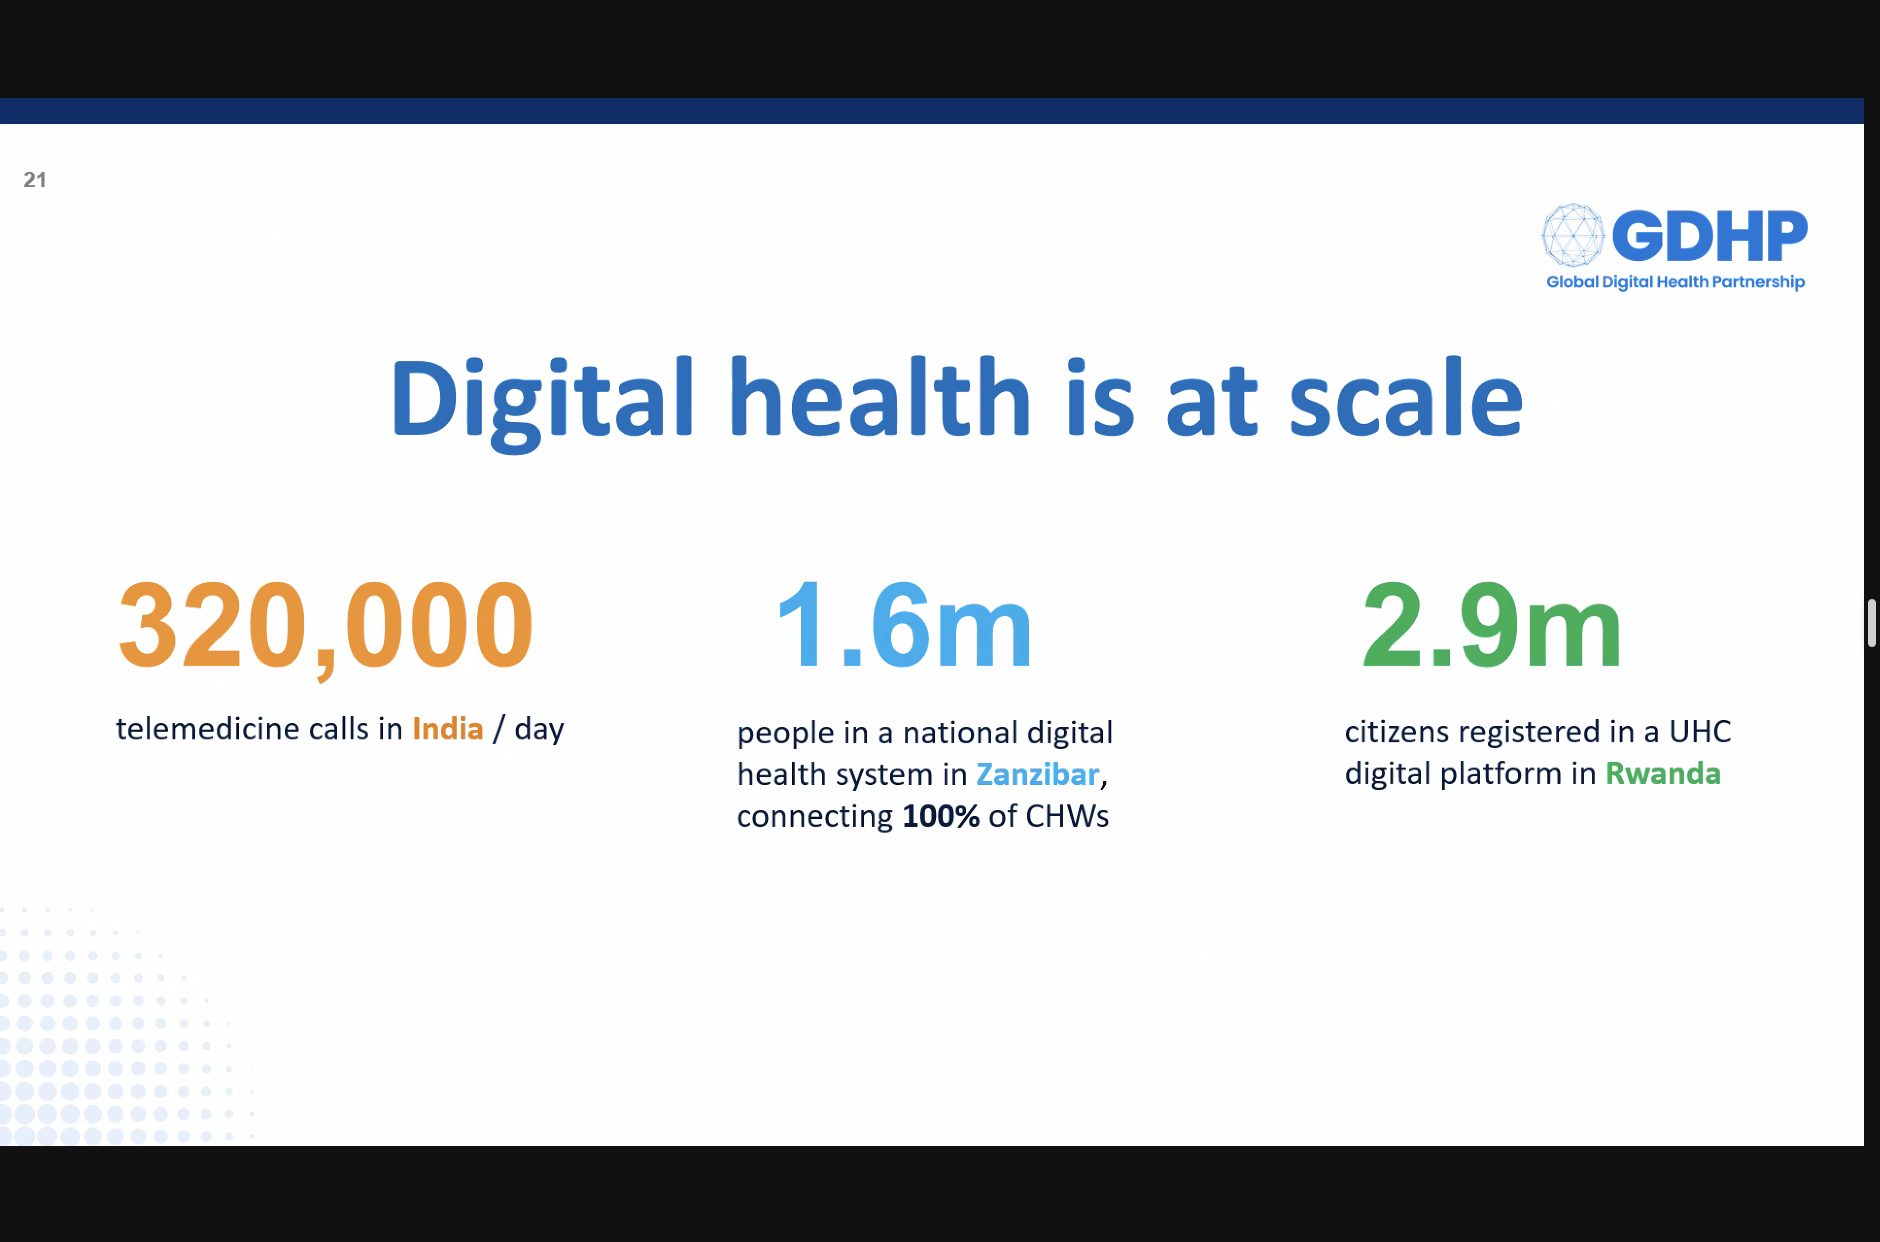 21
GDHP
Global Digital Health Partnership
Digital health is at scale
320,000
telemedicine calls in India / day
1.6m
people in a national digital
health system in Zanzibar,
connecting 100% of CHWs
2.9m
citizens registered in a UHC
digital platform in Rwanda